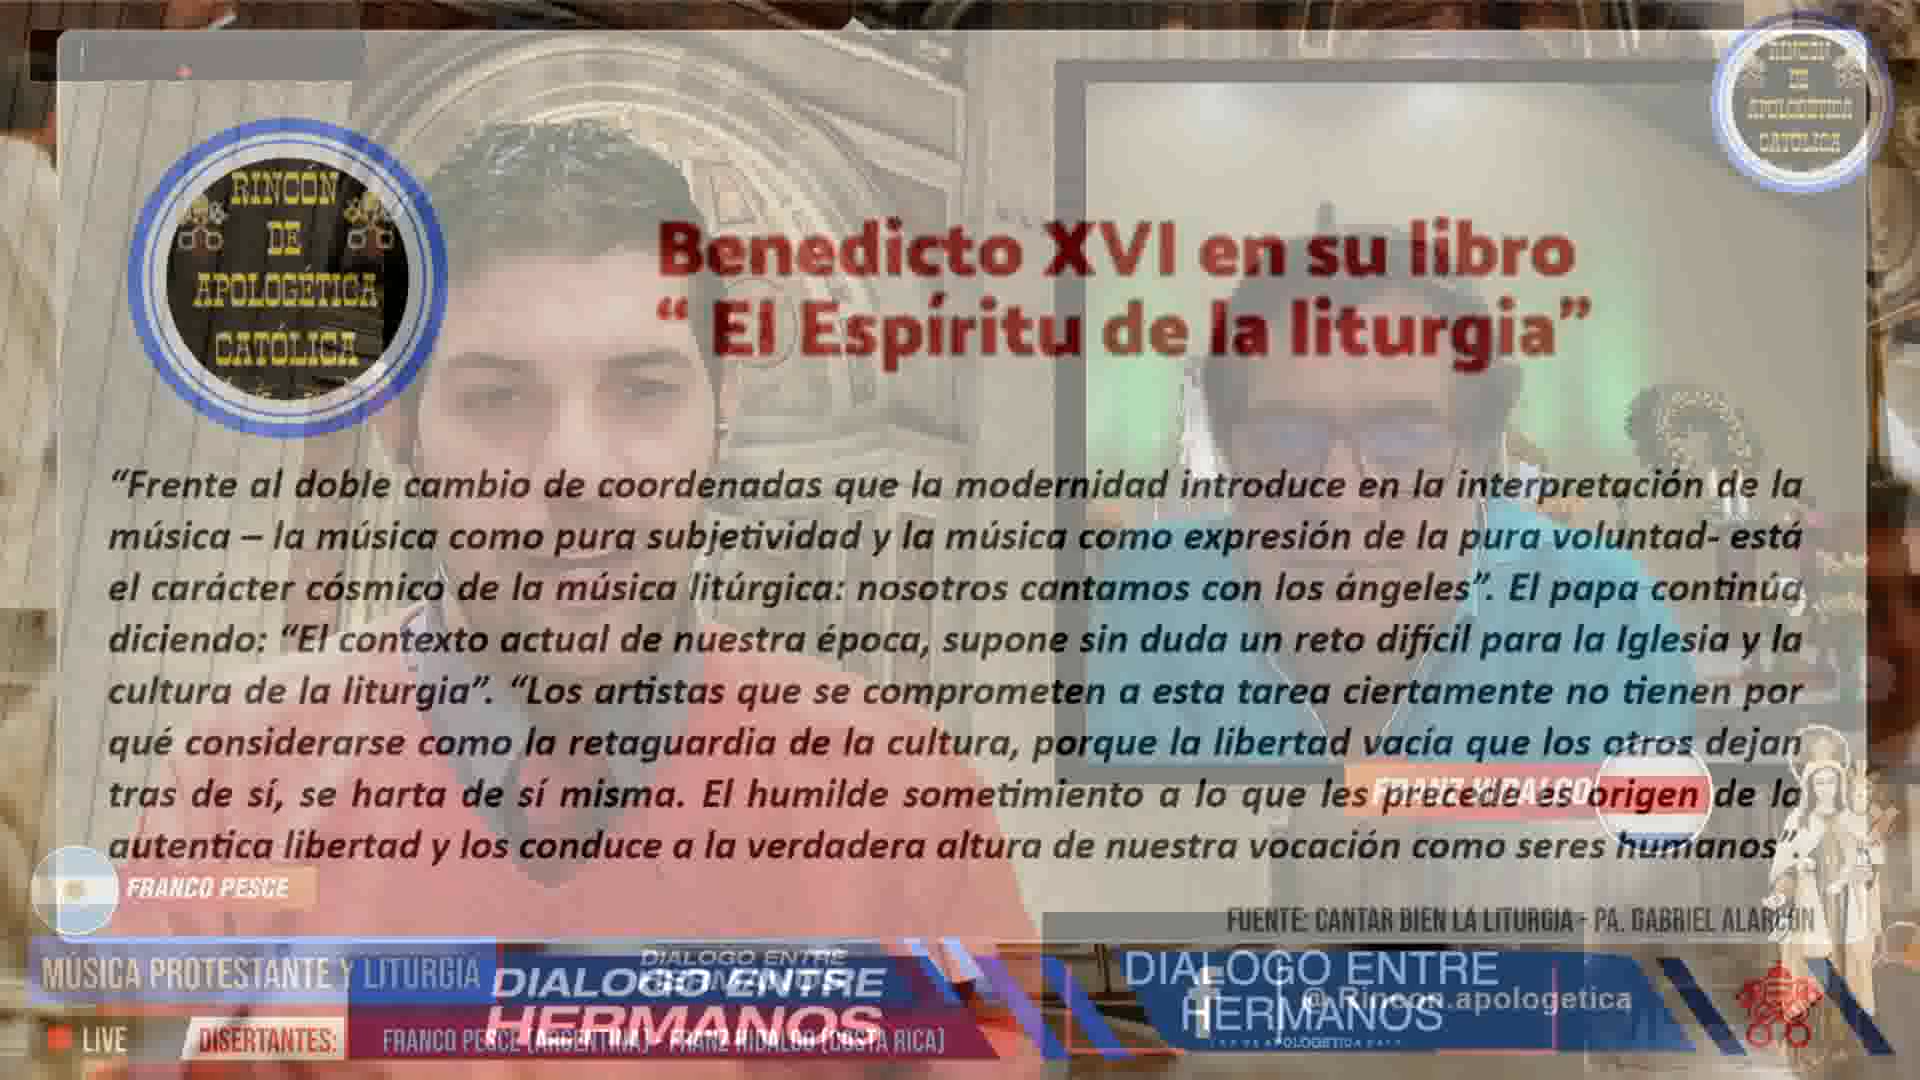 RINCÓN
DE
APOLOGÉTICA
CATÓLICA
RINCÓN
DE
APOLOGÉTICA
CATÓLICA
Benedicto XVI en su libro
“ El Espíritu de la liturgia”
“Frente al doble cambio de coordenadas que la modernidad introduce en la interpretación de la
música – la música como pura subjetividad y la música como expresión de la pura voluntad- está
el carácter cósmico de la música litúrgica: nosotros cantamos con los ángeles”. El papa continúa
diciendo: “El contexto actual de nuestra época, supone sin duda un reto difícil para la Iglesia y la
cultura de la liturgia”. “Los artistas que se comprometen a esta tarea ciertamente no tienen por
qué considerarse como la retaguardia de la cultura, porque la libertad vacía que los otros dejan
tras de sí, se harta de sí misma. El humilde sometimiento a lo que les precede es origen de la
autentica libertad y los conduce a la verdadera altura de nuestra vocación como seres humanos”.
FRANZ HIDALGO
FRANCO PESCE
FUENTE: CANTAR BIEN LA LITURGIA - PA. GABRIEL ALARCÓN
MÚSICA PROTESTANTE Y LITURGIA
DIALOGO ENTRE
DIALOGO ENTRE
HERMANOS
DIALOGO ENTRE
HERMANOS
@ Rincon.apologetica
LIVE
DISERTANTES:
FRANCO PESCE (ARGENTINA) - FRANZ HIDALGO (COSTA RICA)